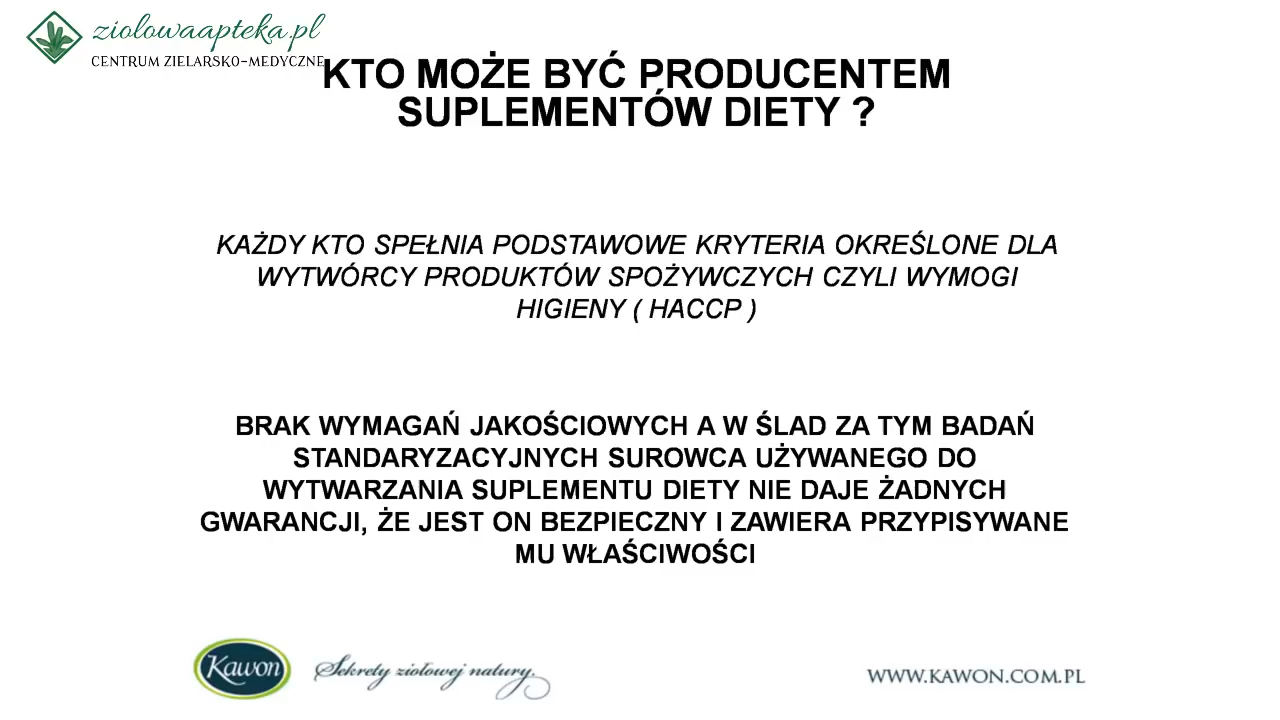 ziolowaapteka.pl
CENTRUM ZIELARSKO-MEDYCZNE
KTO MOŻE BYĆ PRODUCENTEM
SUPLEMENTÓW DIETY ?
KAŻDY KTO SPEŁNIA PODSTAWOWE KRYTERIA OKREŚLONE DLA
WYTWÓRCY PRODUKTÓW SPOŻYWCZYCH CZYLI WYMOGI
HIGIENY ( HACCP )
BRAK WYMAGAŃ JAKOŚCIOWYCH A W ŚLAD ZA TYM BADAŃ
STANDARYZACYJNYCH SUROWCA UŻYWANEGO DO
WYTWARZANIA SUPLEMENTU DIETY NIE DAJE ŻADNYCH
GWARANCJI, ŻE JEST ON BEZPIECZNY I ZAWIERA PRZYPISYWANE
MU WŁAŚCIWOŚCI
Kawon
Sekrety ziołowej natury.
WWW.KAWON.COM.PL